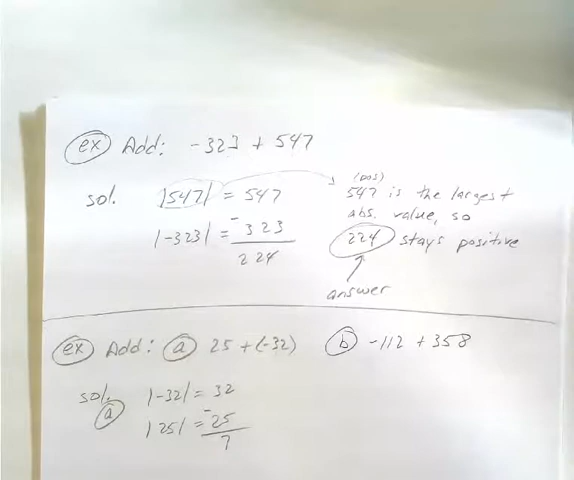 ex Add: -323 + 547
sol. |547| = 547
(pos)
547 is the largest
abs. value, so
|-323| = - 323
224 stays positive
224
answer
ex Add: a 25 + (-32) b -112 + 358
sol. |-32| = 32
a |25| = - 25
7